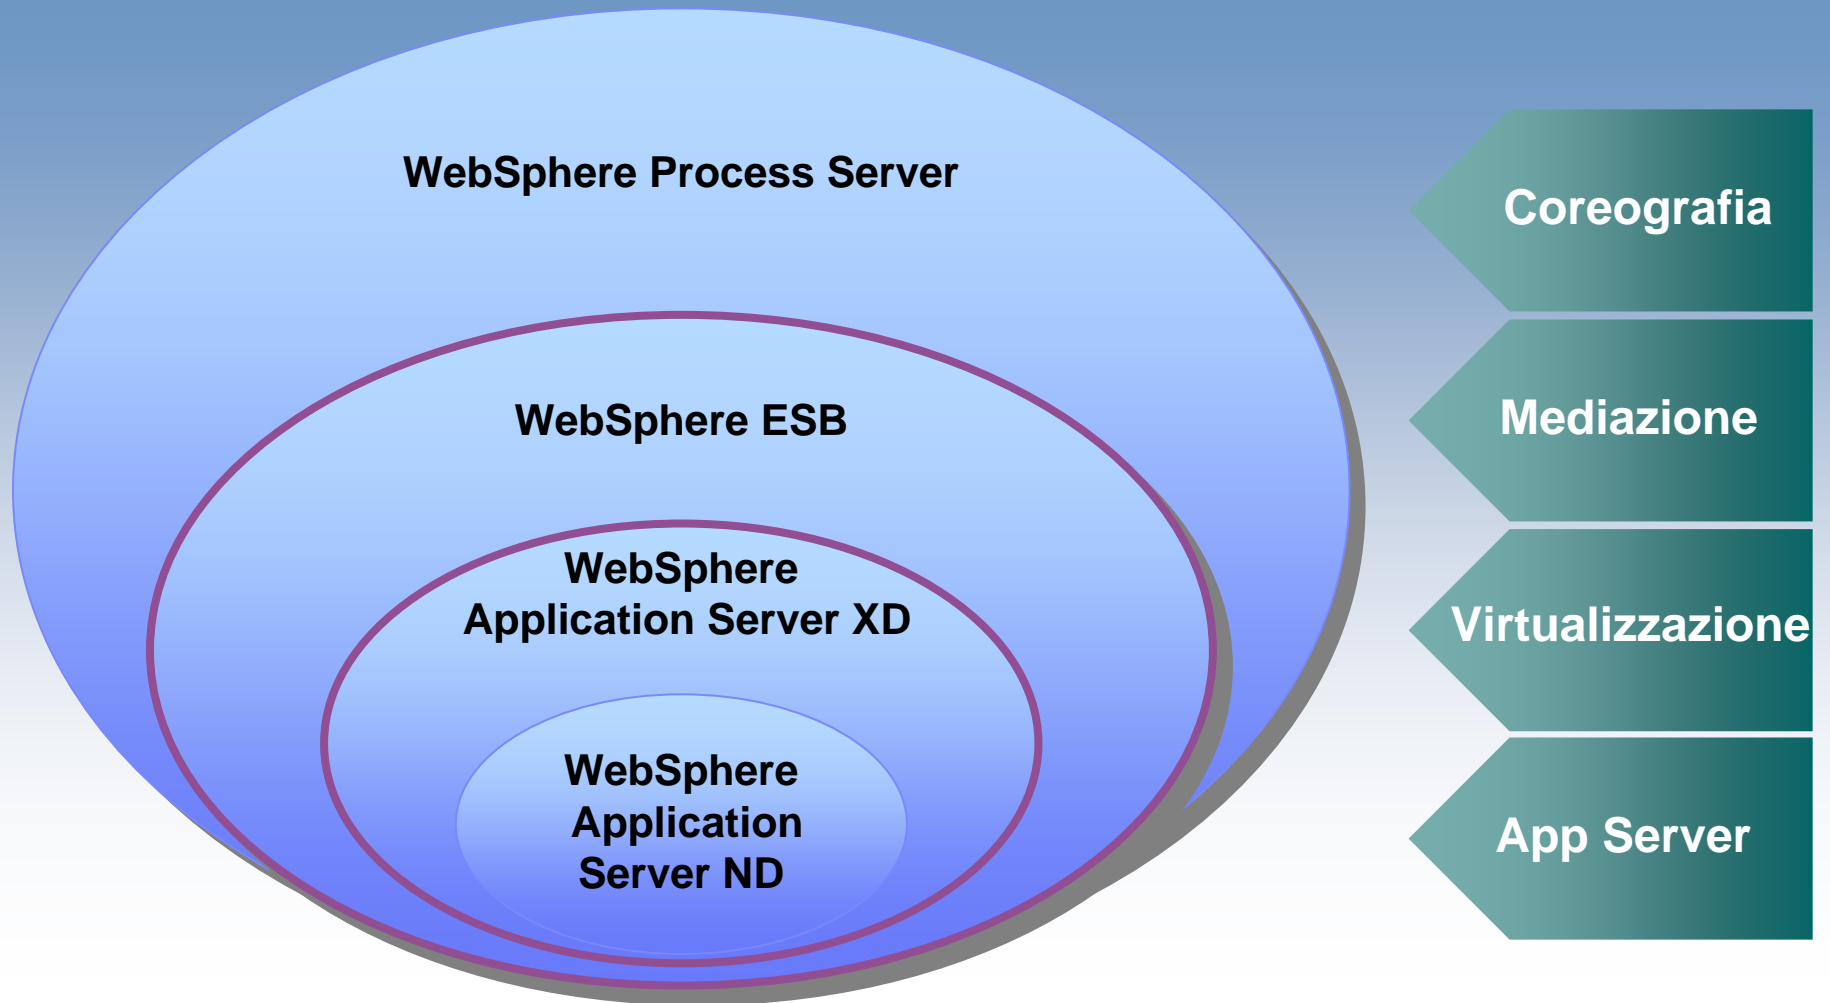 WebSphere Process Server
Coreografia
WebSphere ESB
Mediazione
WebSphere
Application Server XD
Virtualizzazione
WebSphere
Application
Server ND
App Server